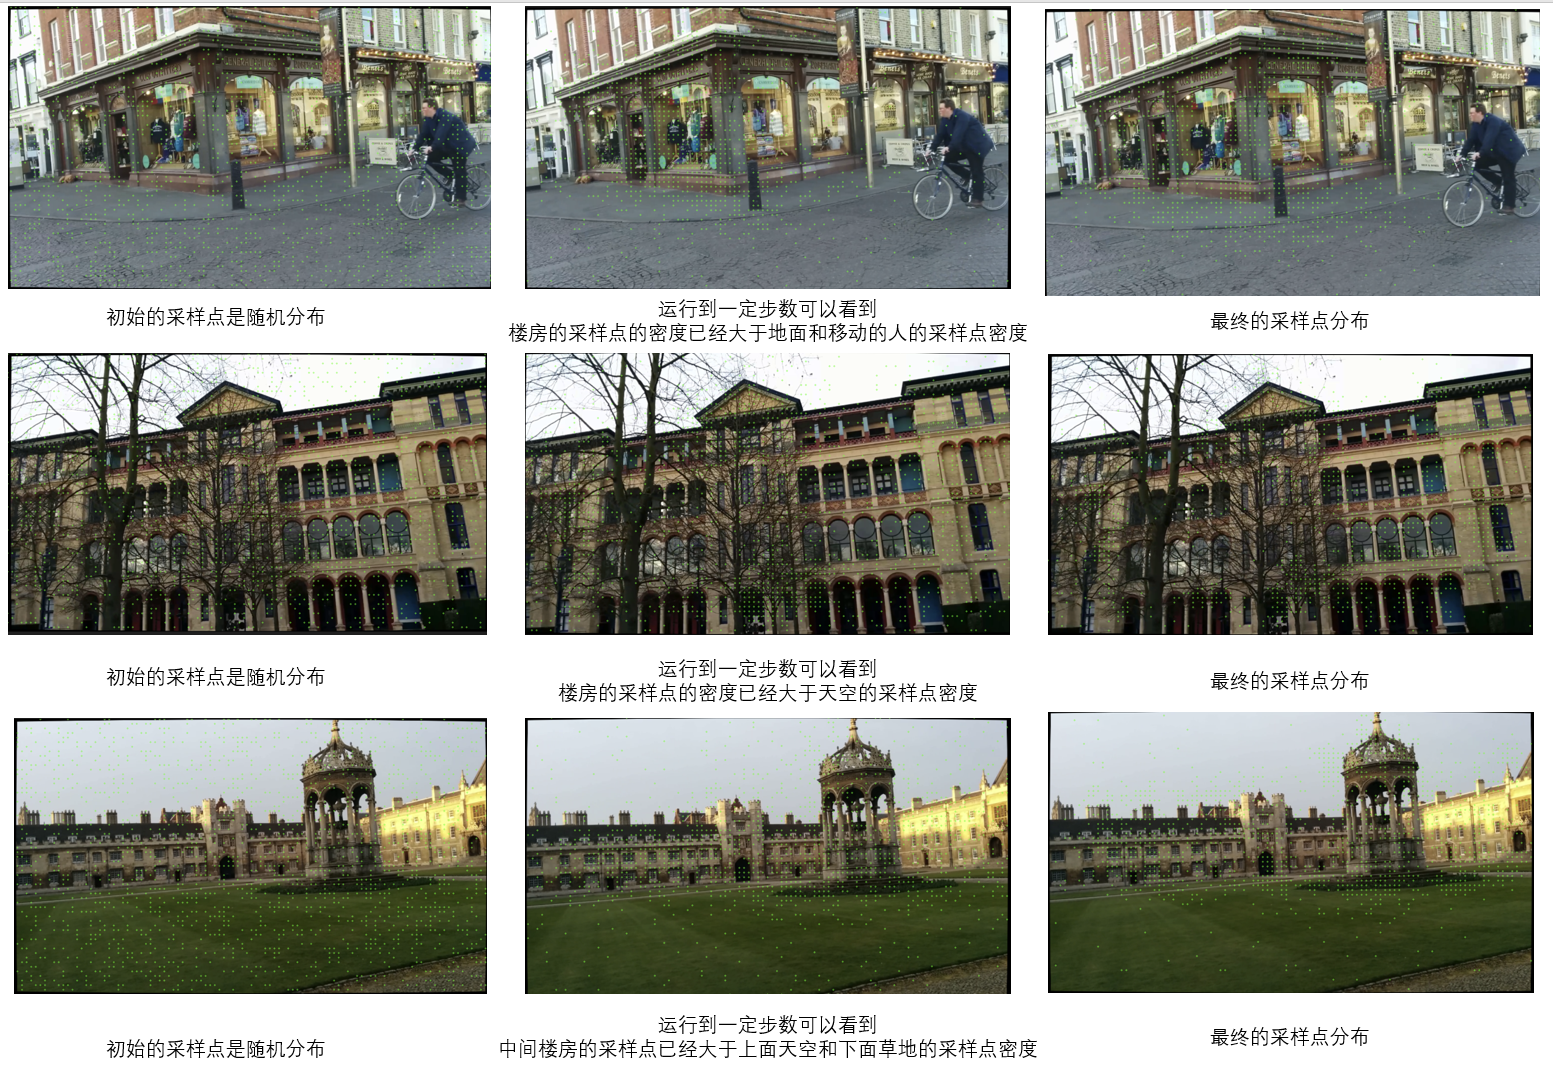 Benets
Benets
Benets
Benets
初始的采样点是随机分布
运行到一定步数可以看到
楼房的采样点的密度已经大于地面和移动的人的采样点密度
最终的采样点分布
初始的采样点是随机分布
运行到一定步数可以看到
楼房的采样点的密度已经大于天空的采样点密度
最终的采样点分布
初始的采样点是随机分布
运行到一定步数可以看到
中间楼房的采样点已经大于上面天空和下面草地的采样点密度
最终的采样点分布